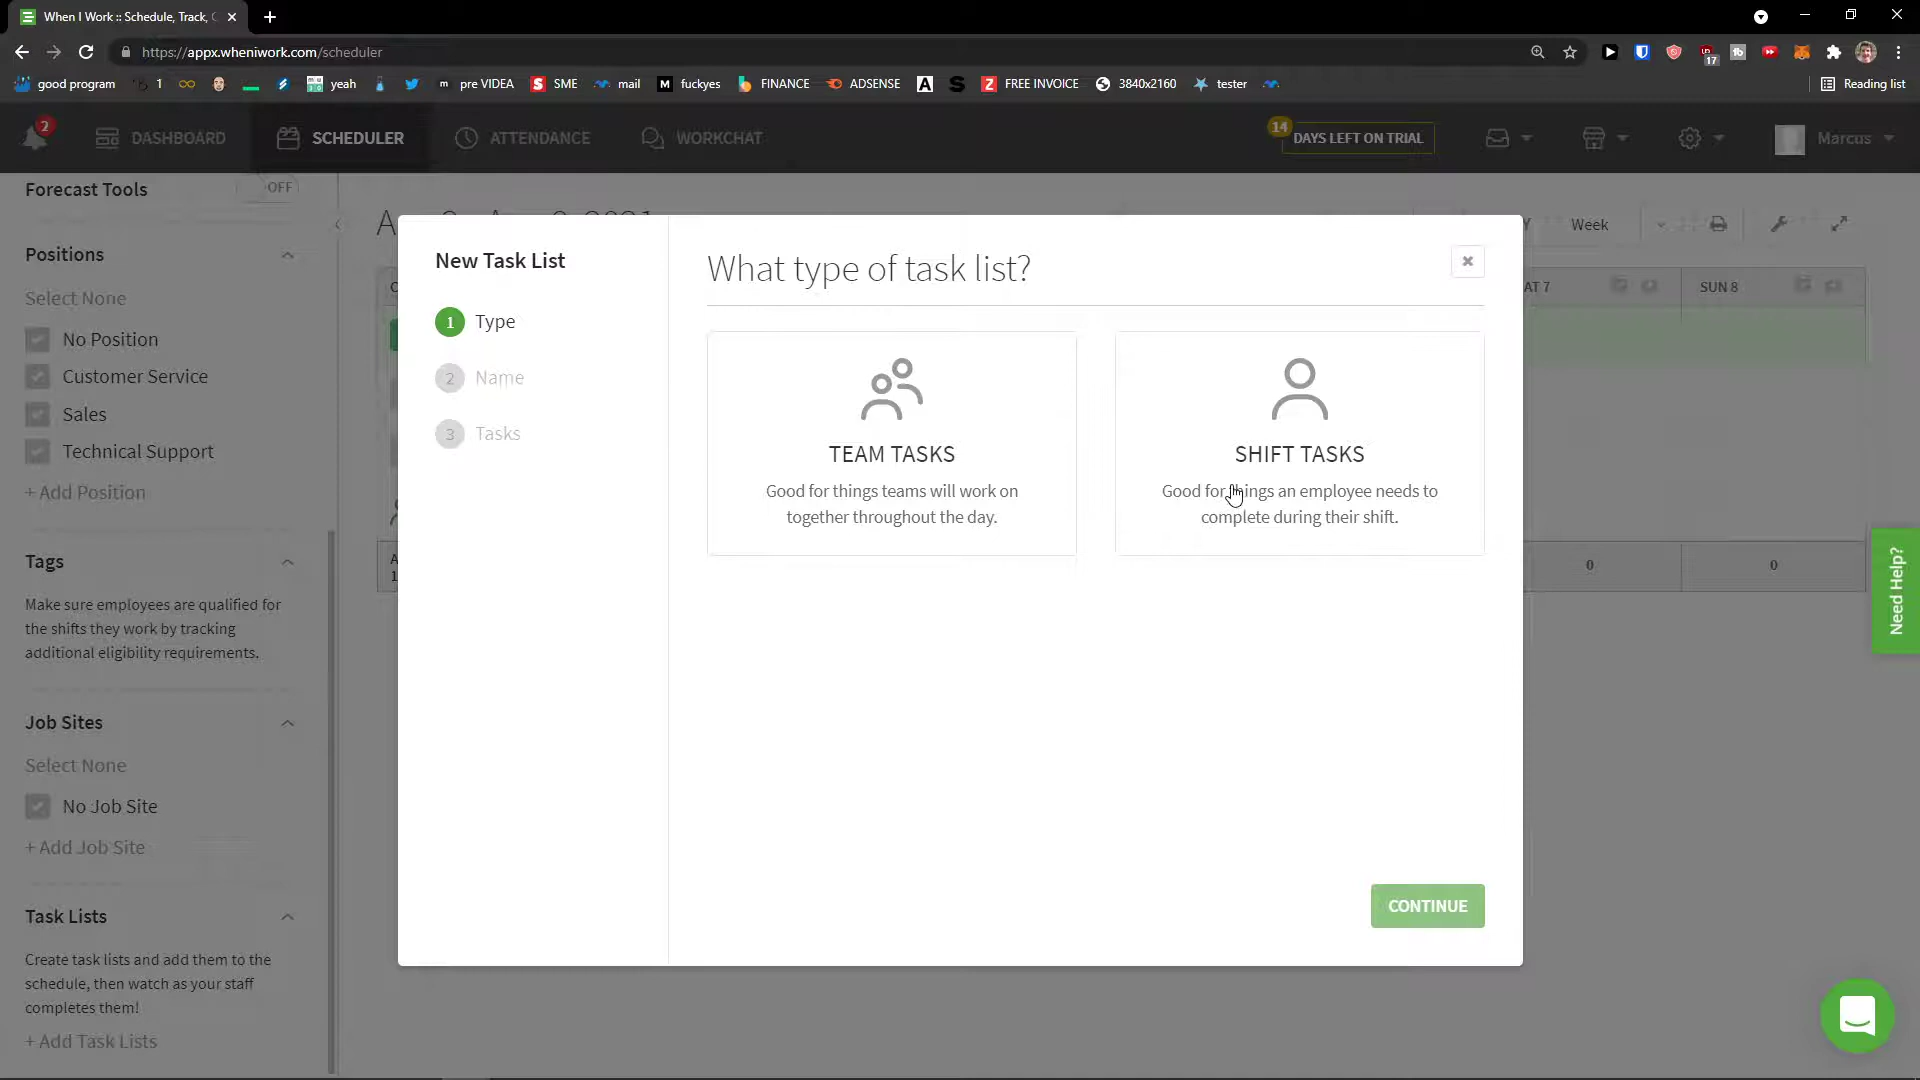 When I Work :: Schedule, Track,
https://appx.wheniwork.com/scheduler
17
good program
1
yeah
pre VIDEA
SME
mail
fuckyes
FINANCE
ADSENSE
FREE INVOICE
3840x2160
tester
Reading list
2
DASHBOARD
SCHEDULER
ATTENDANCE
WORKCHAT
14
DAYS LEFT ON TRIAL
Marcus
Forecast Tools
OFF
Week
Positions
Select None
No Position
Customer Service
Sales
Technical Support
+ Add Position
Tags
Make sure employees are qualified for
the shifts they work by tracking
additional eligibility requirements.
Job Sites
Select None
No Job Site
+ Add Job Site
Task Lists
Create task lists and add them to the
schedule, then watch as your staff
completes them!
+ Add Task Lists
New Task List
1 Type
2 Name
3 Tasks
What type of task list?
TEAM TASKS
Good for things teams will work on
together throughout the day.
SHIFT TASKS
Good for things an employee needs to
complete during their shift.
CONTINUE
AT 7
SUN 8
0
0
Need Help?